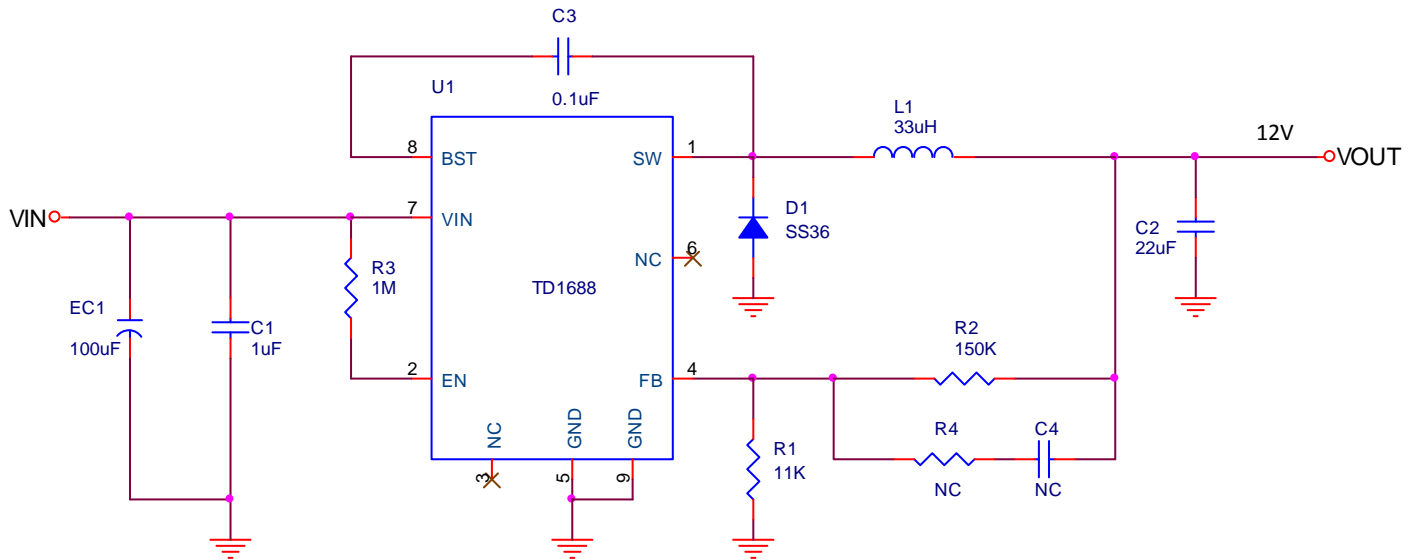 C3
0.1uF
U1
8
BST
SW
1
L1
33uH
12V
VOUT
VIN
7
VIN
D1
SS36
C2
22uF
6
NC
R3
1M
TD1688
EC1
100uF
C1
1uF
R2
150K
2
EN
FB
4
NC
GND
GND
3
5
9
R1
11K
R4
NC
C4
NC